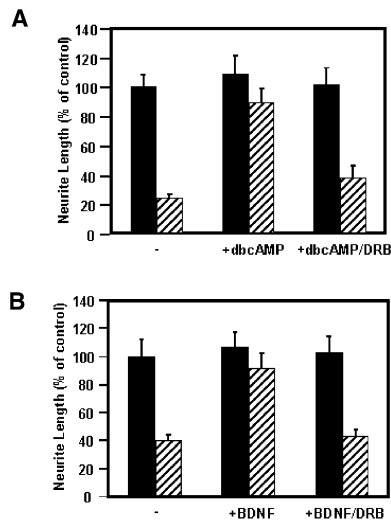 A
Neurite Length (% of control)
140
120
100
80
60
40
20
0
- +dbcAMP +dbcAMP/DRB
B
Neurite Length (% of control)
140
120
100
80
60
40
20
0
- +BDNF +BDNF/DRB